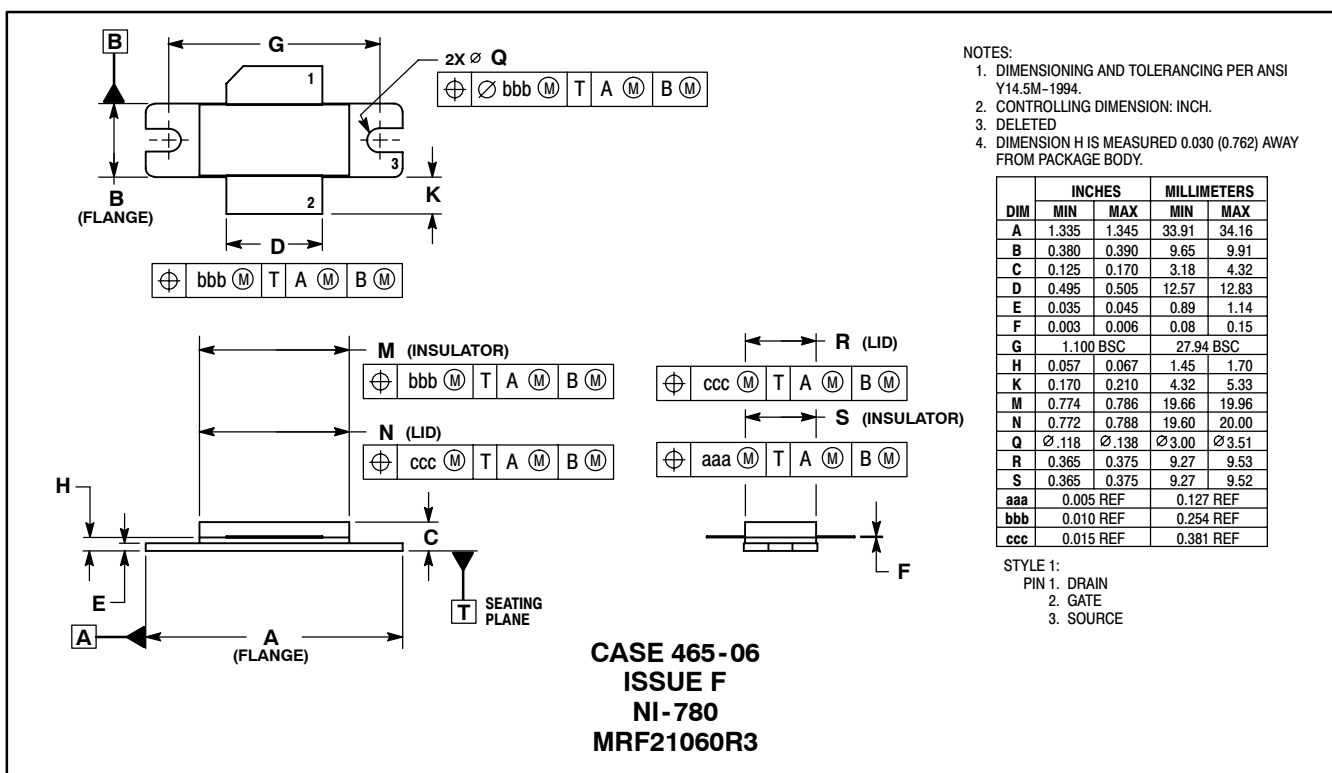 B
G
2X ⌀ Q
⌖ ⌀ bbb Ⓜ T A Ⓜ B Ⓜ
1
3
2
B
(FLANGE)
K
D
⌖ bbb Ⓜ T A Ⓜ B Ⓜ
M (INSULATOR)
⌖ bbb Ⓜ T A Ⓜ B Ⓜ
N (LID)
⌖ ccc Ⓜ T A Ⓜ B Ⓜ
R (LID)
⌖ ccc Ⓜ T A Ⓜ B Ⓜ
S (INSULATOR)
⌖ aaa Ⓜ T A Ⓜ B Ⓜ
H
C
E
F
T SEATING
PLANE
A
A
(FLANGE)
NOTES:
1. DIMENSIONING AND TOLERANCING PER ANSI
Y14.5M-1994.
2. CONTROLLING DIMENSION: INCH.
3. DELETED
4. DIMENSION H IS MEASURED 0.030 (0.762) AWAY
FROM PACKAGE BODY.
INCHES MILLIMETERS
DIM MIN MAX MIN MAX
A 1.335 1.345 33.91 34.16
B 0.380 0.390 9.65 9.91
C 0.125 0.170 3.18 4.32
D 0.495 0.505 12.57 12.83
E 0.035 0.045 0.89 1.14
F 0.003 0.006 0.08 0.15
G 1.100 BSC 27.94 BSC
H 0.057 0.067 1.45 1.70
K 0.170 0.210 4.32 5.33
M 0.774 0.786 19.66 19.96
N 0.772 0.788 19.60 20.00
Q ⌀.118 ⌀.138 ⌀3.00 ⌀3.51
R 0.365 0.375 9.27 9.53
S 0.365 0.375 9.27 9.52
aaa 0.005 REF 0.127 REF
bbb 0.010 REF 0.254 REF
ccc 0.015 REF 0.381 REF
STYLE 1:
PIN 1. DRAIN
2. GATE
3. SOURCE
CASE 465-06
ISSUE F
NI-780
MRF21060R3